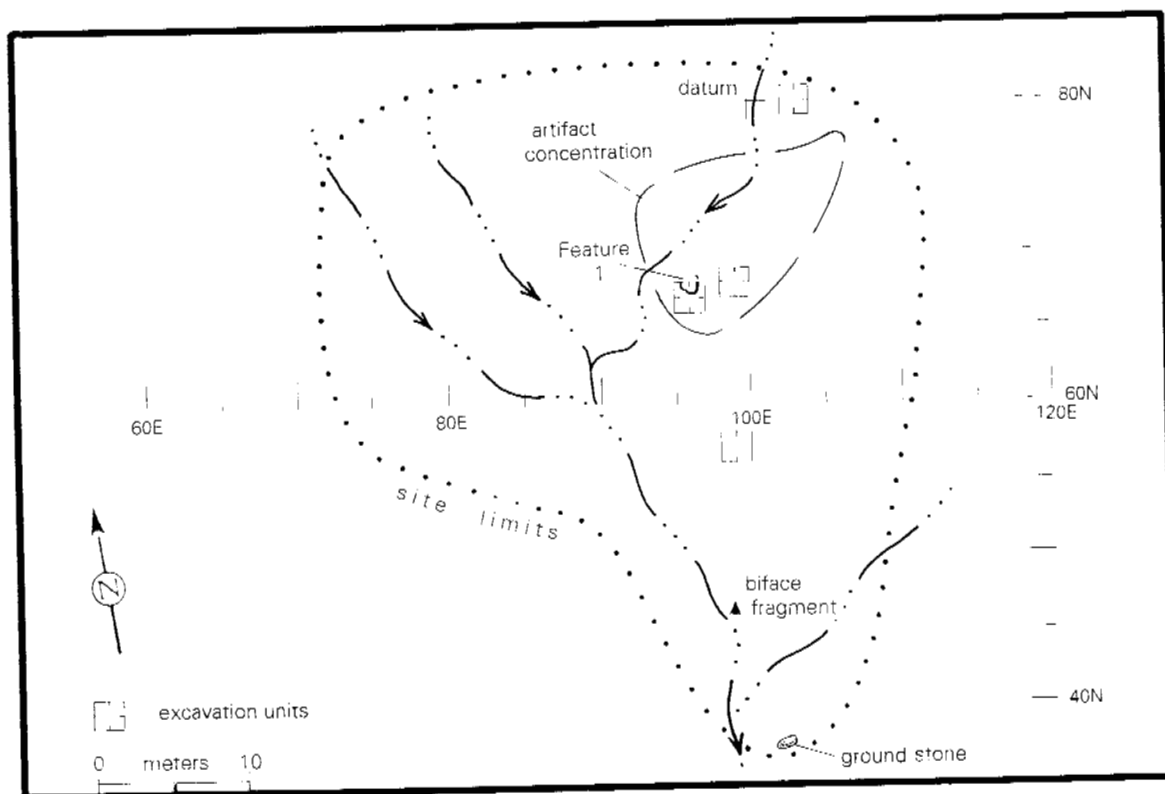 datum
80N
artifact
concentration
Feature
1
60N
60E
80E
100E
120E
site limits
biface
fragment
N
40N
excavation units
0 meters 10
ground stone